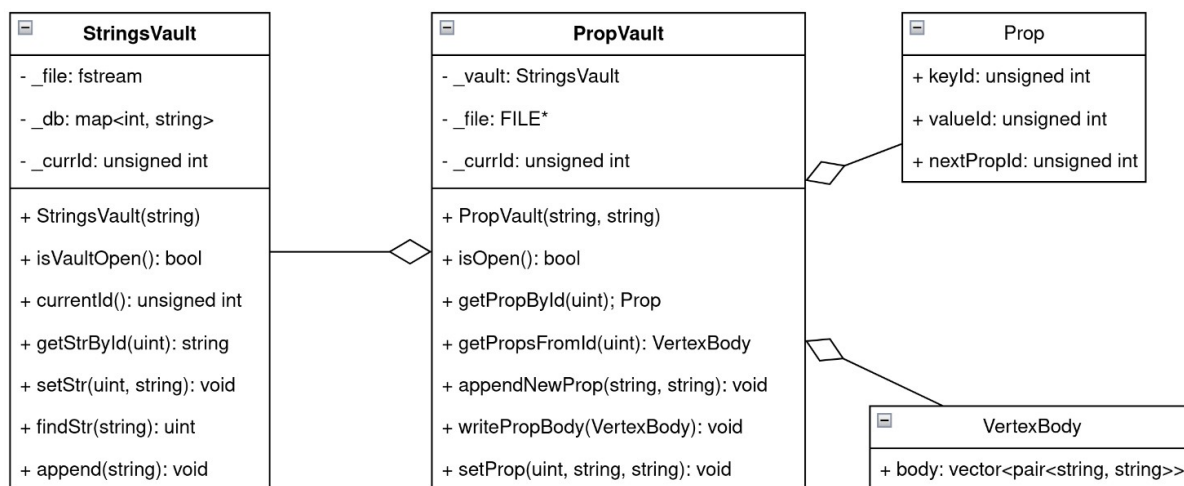 StringsVault
- _file: fstream
- _db: map<int, string>
- _currId: unsigned int
+ StringsVault(string)
+ isVaultOpen(): bool
+ currentId(): unsigned int
+ getStrById(uint): string
+ setStr(uint, string): void
+ findStr(string): uint
+ append(string): void
PropVault
- _vault: StringsVault
- _file: FILE*
- _currId: unsigned int
+ PropVault(string, string)
+ isOpen(): bool
+ getPropById(uint); Prop
+ getPropsFromId(uint): VertexBody
+ appendNewProp(string, string): void
+ writePropBody(VertexBody): void
+ setProp(uint, string, string): void
Prop
+ keyId: unsigned int
+ valueId: unsigned int
+ nextPropId: unsigned int
VertexBody
+ body: vector<pair<string, string>>